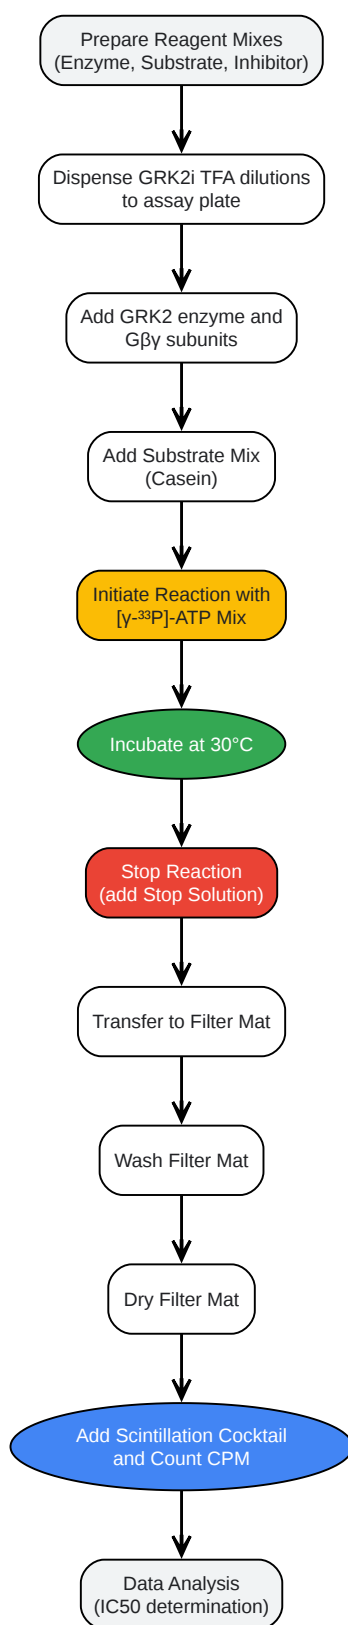 Prepare Reagent Mixes
(Enzyme, Substrate, Inhibitor)
Dispense GRK2i TFA dilutions
to assay plate
Add GRK2 enzyme and
Gβγ subunits
Add Substrate Mix
(Casein)
Initiate Reaction with
[γ-³³P]-ATP Mix
Incubate at 30°C
Stop Reaction
(add Stop Solution)
Transfer to Filter Mat
Wash Filter Mat
Dry Filter Mat
Add Scintillation Cocktail
and Count CPM
Data Analysis
(IC50 determination)